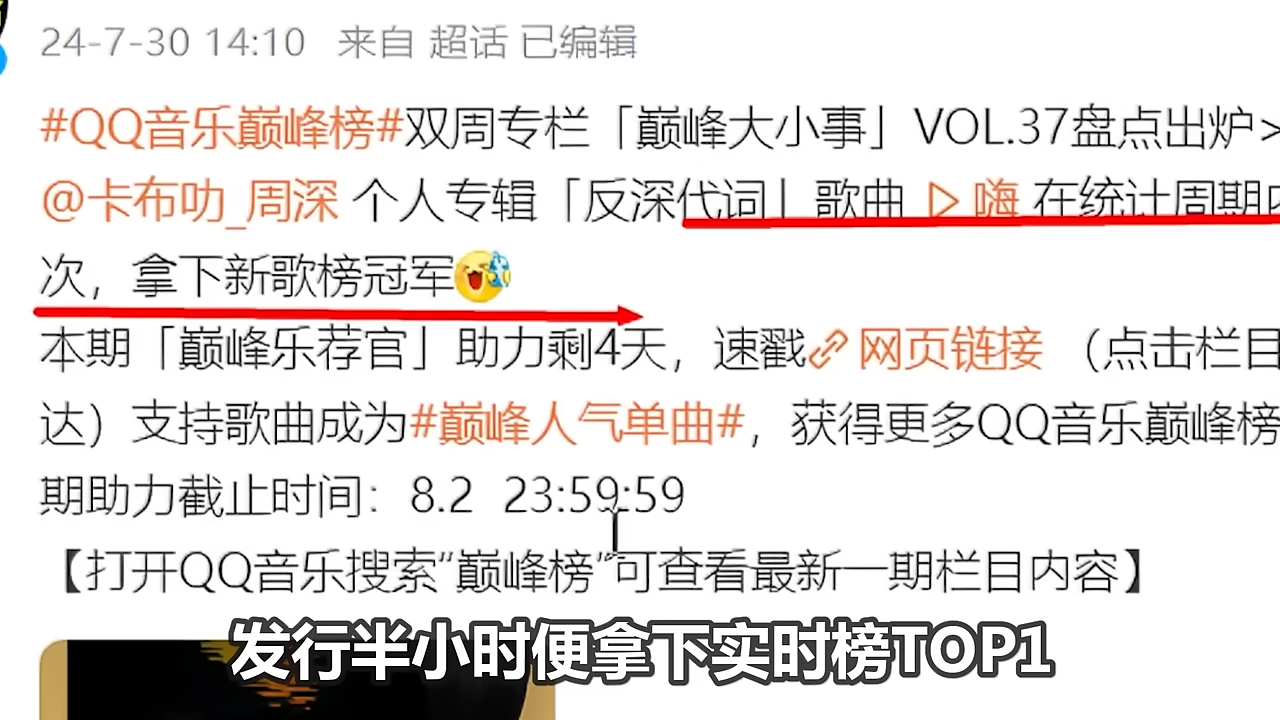 24-7-30 14:10 来自 超话 已编辑
#QQ音乐巅峰榜#双周专栏「巅峰大小事」VOL.37盘点出炉>
@卡布叻_周深 个人专辑「反深代词」歌曲 ▷嗨 在统计周期内
次，拿下新歌榜冠军
本期「巅峰乐荐官」助力剩4天，速戳网页链接 （点击栏目
达）支持歌曲成为#巅峰人气单曲#，获得更多QQ音乐巅峰榜
期助力截止时间：8.2 23:59:59
【打开QQ音乐搜索“巅峰榜”可查看最新一期栏目内容】
发行半小时便拿下实时榜TOP1